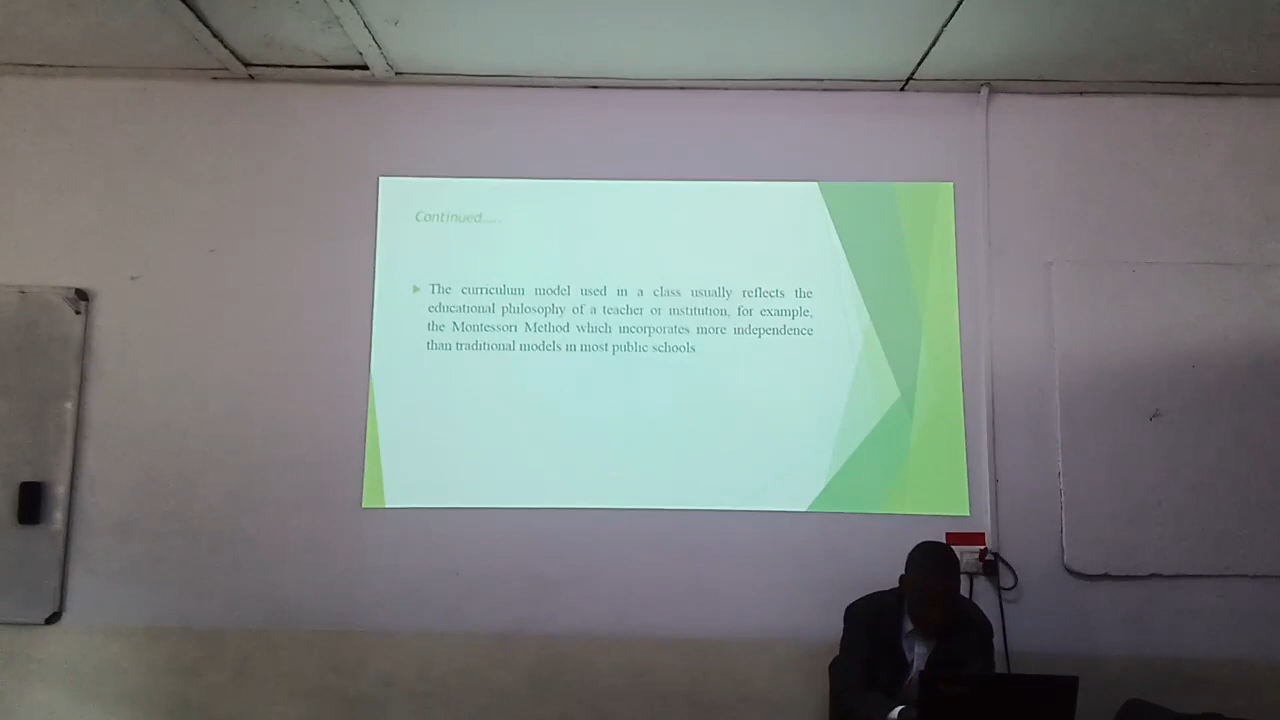 Continued.....
The curriculum model used in a class usually reflects the
educational philosophy of a teacher or institution, for example,
the Montessori Method which incorporates more independence
than traditional models in most public schools